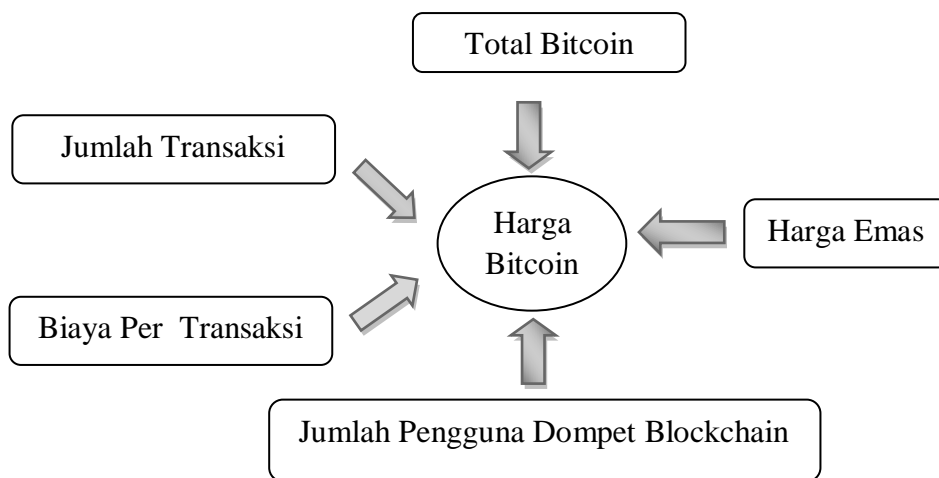 Total Bitcoin
Jumlah Transaksi
Harga
Bitcoin
Harga Emas
Biaya Per Transaksi
Jumlah Pengguna Dompet Blockchain